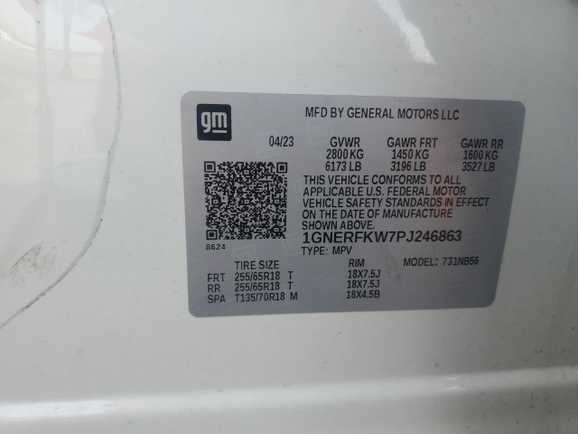 gm
MFD BY GENERAL MOTORS LLC
04/23 GVWR GAWR FRT GAWR RR
2800 KG 1450 KG 1600 KG
6173 LB 3196 LB 3527 LB
THIS VEHICLE CONFORMS TO ALL
APPLICABLE U.S. FEDERAL MOTOR
VEHICLE SAFETY STANDARDS IN EFFECT
ON THE DATE OF MANUFACTURE
SHOWN ABOVE.
1GNERFKW7PJ246863
8624
TYPE: MPV MODEL: 731NB56
TIRE SIZE RIM
FRT 255/65R18 T 18X7.5J
RR 255/65R18 T 18X7.5J
SPA T135/70R18 M 18X4.5B